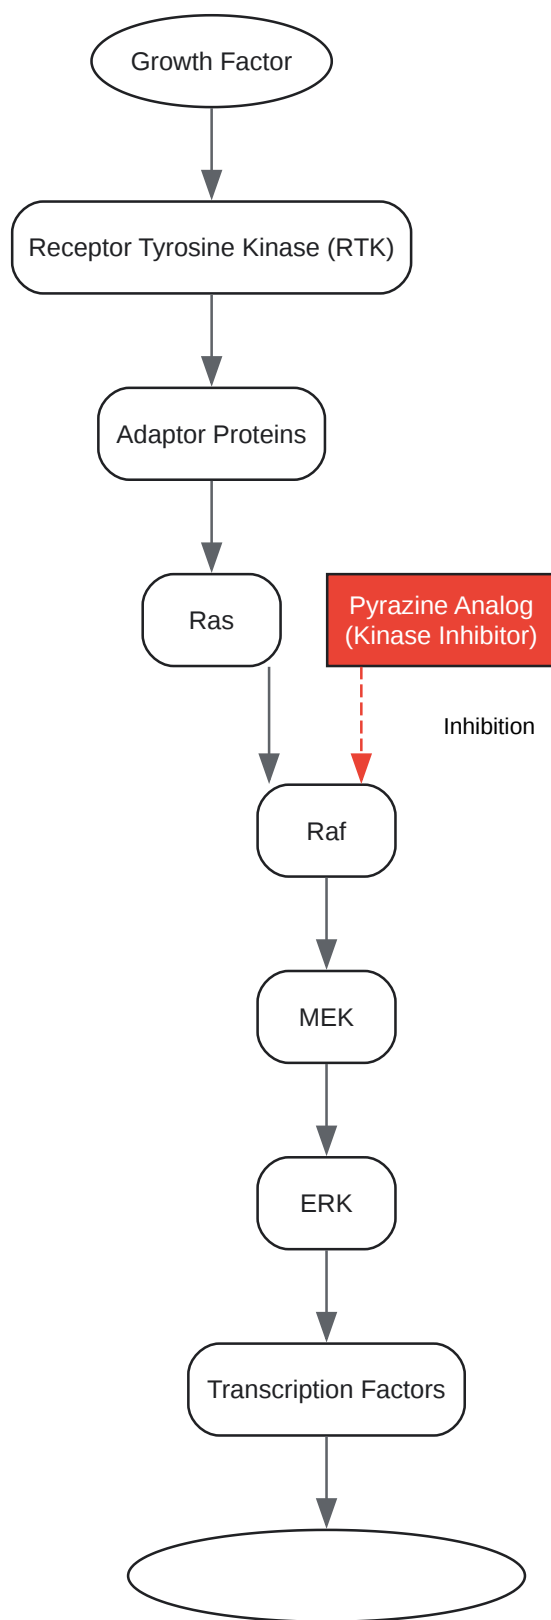 Growth Factor
Receptor Tyrosine Kinase (RTK)
Adaptor Proteins
Ras
Pyrazine Analog
(Kinase Inhibitor)
Inhibition
Raf
MEK
ERK
Transcription Factors